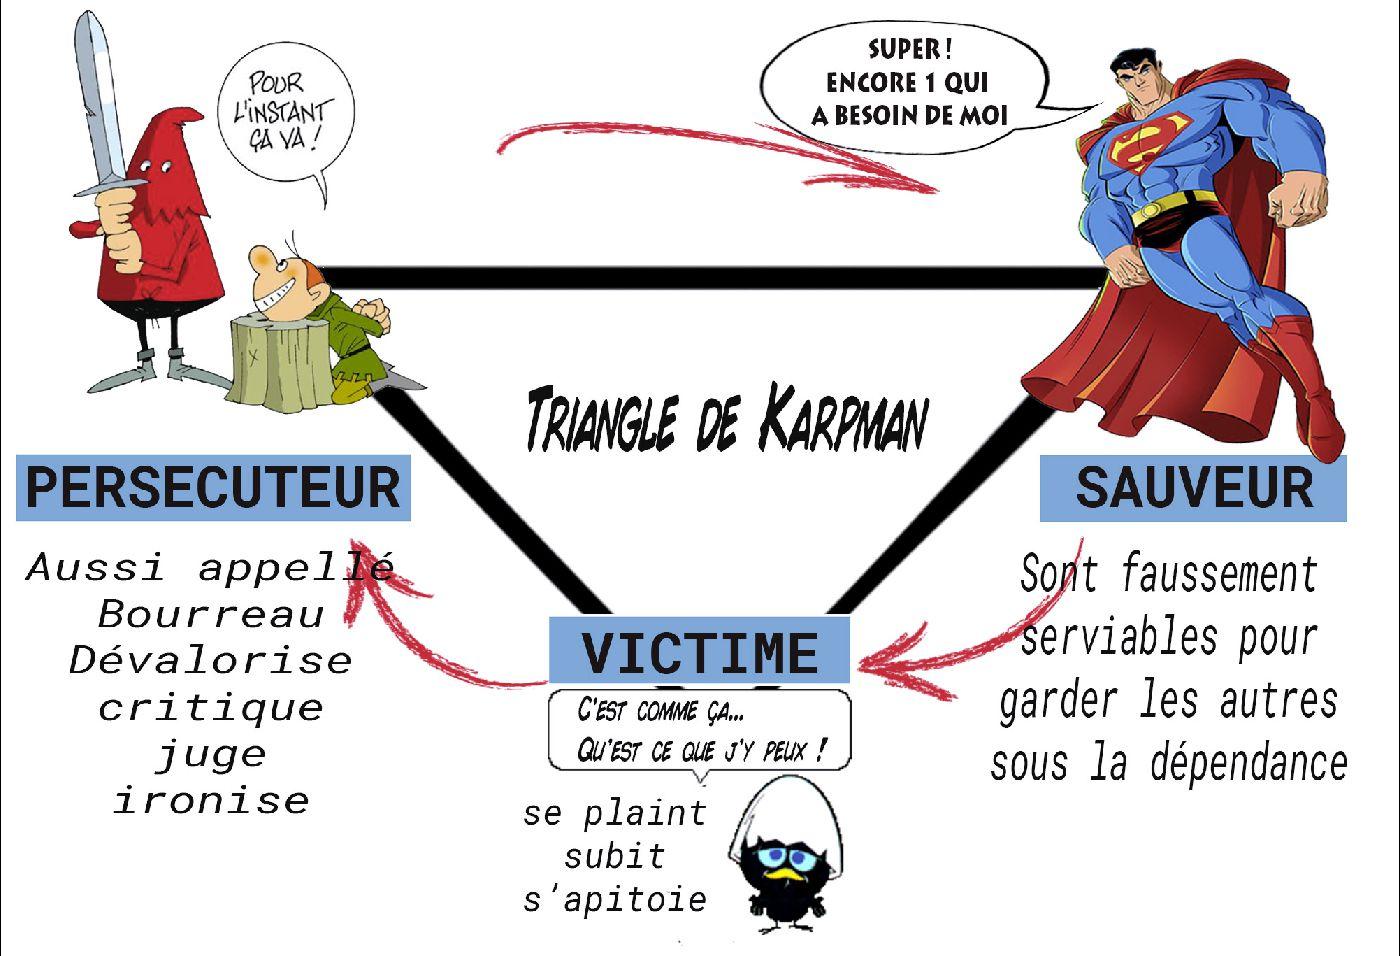 POUR
L'INSTANT
ÇA VA !
SUPER !
ENCORE 1 QUI
A BESOIN DE MOI
S
TRIANGLE DE KARPMAN
PERSECUTEUR
Aussi appellé
Bourreau
Dévalorise
critique
juge
ironise
SAUVEUR
Sont faussement
serviables pour
garder les autres
sous la dépendance
VICTIME
C'EST COMME ÇA...
QU'EST CE QUE J'Y PEUX !
se plaint
subit
s'apitoie